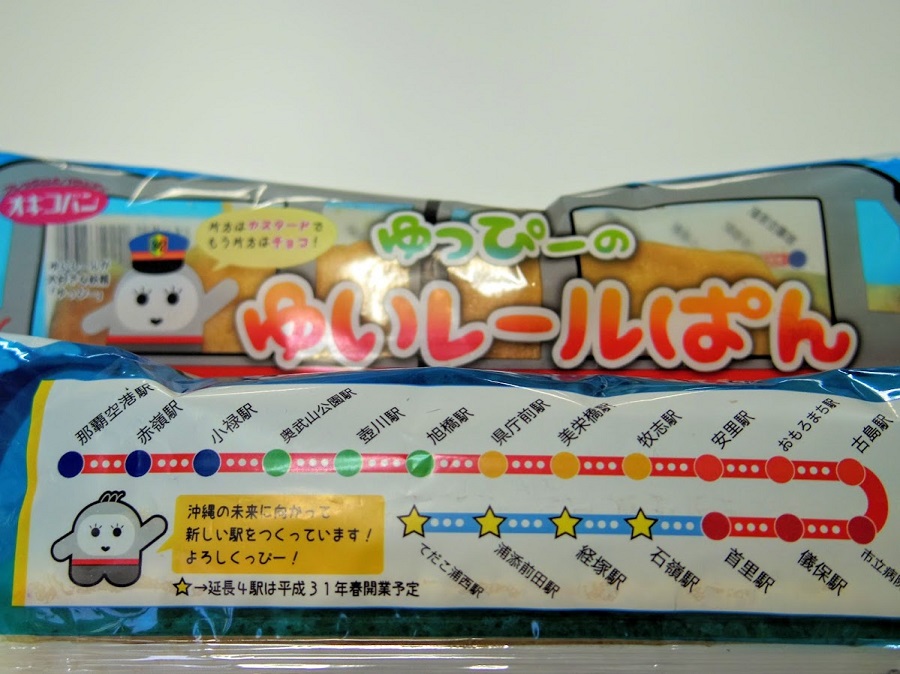 オキコパン
片方はカスタードで
もう片方はチョコ!
ゆっぴーの
ゆいレールぱん
那覇空港駅
赤嶺駅
小禄駅
奥武山公園駅
壺川駅
旭橋駅
県庁前駅
美栄橋駅
牧志駅
安里駅
おもろまち駅
古島駅
てだこ浦西駅
浦添前田駅
経塚駅
石嶺駅
首里駅
儀保駅
市立病院
沖縄の未来に向かって
新しい駅をつくっています!
よろしくっぴー!
☆→延長4駅は平成31年春開業予定